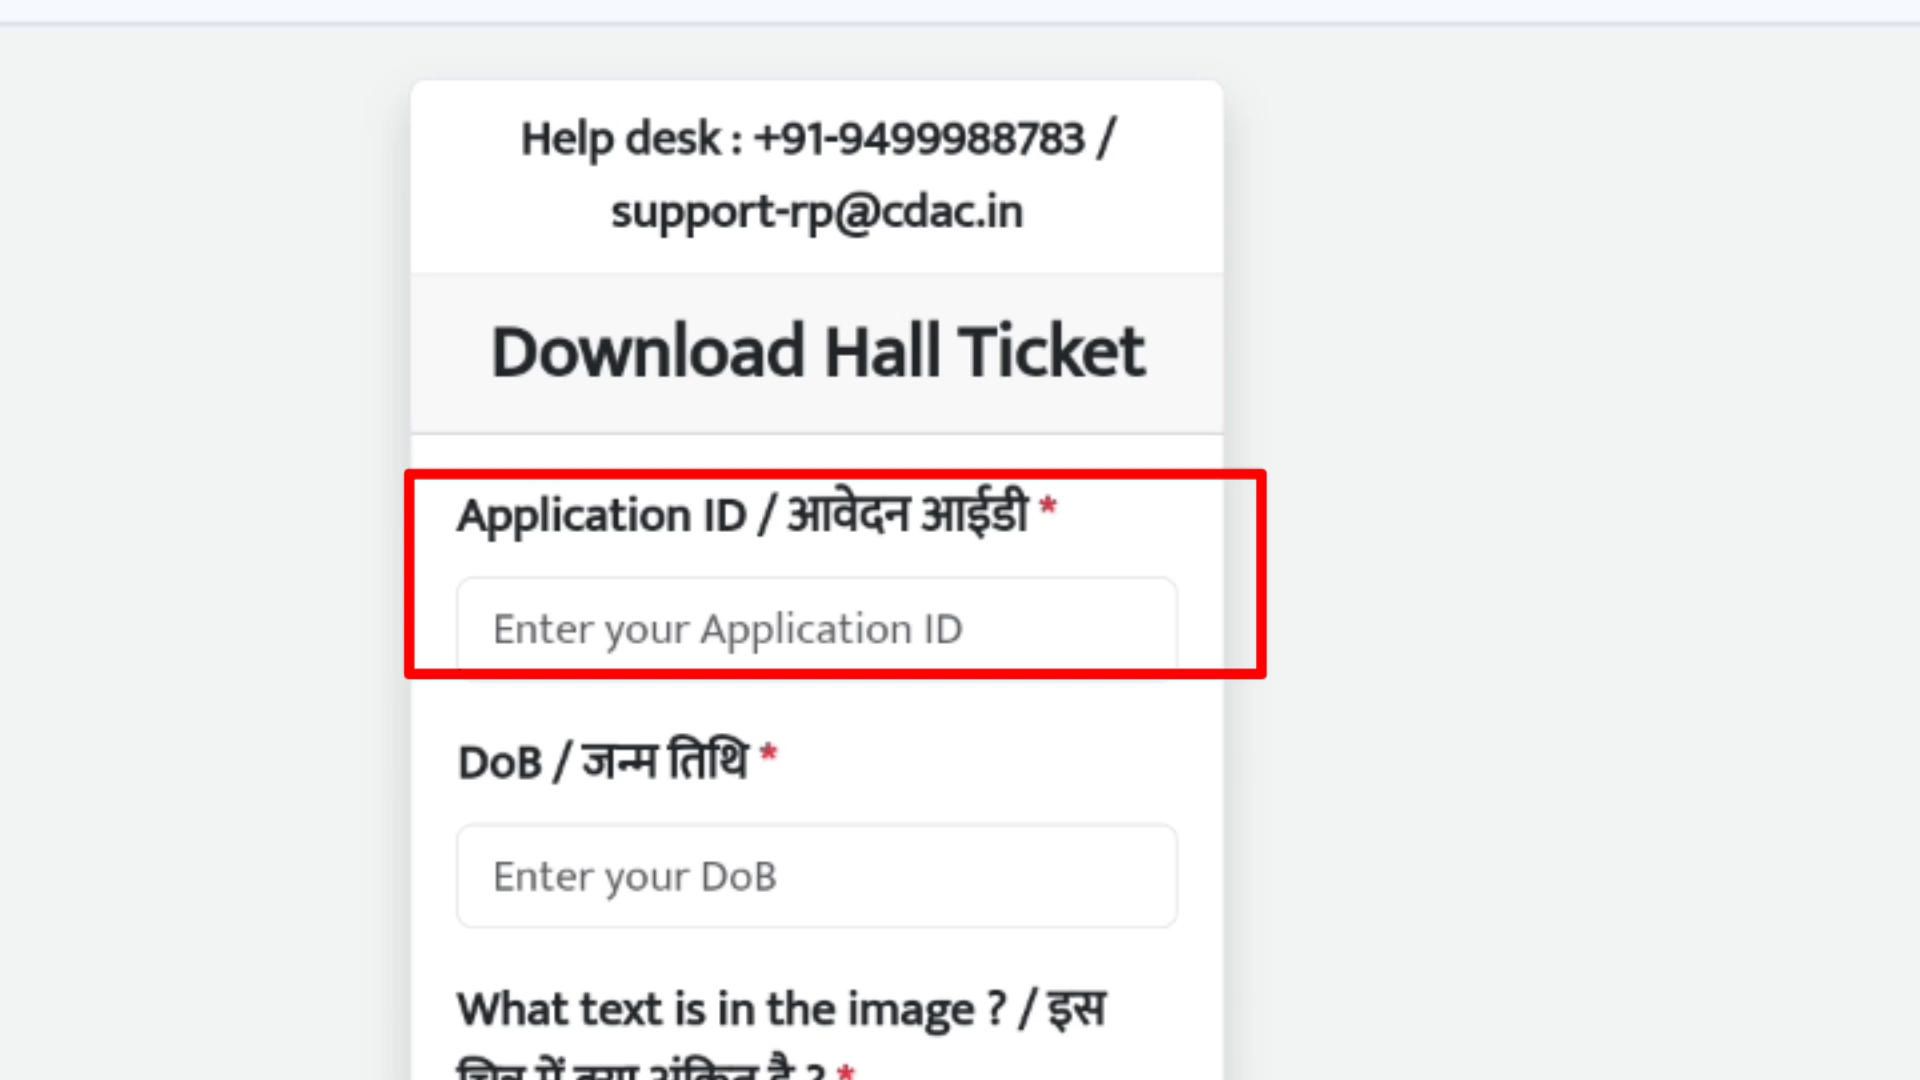 Help desk : +91-9499988783 /
support-rp@cdac.in
Download Hall Ticket
Application ID / आवेदन आईडी *
Enter your Application ID
DoB / जन्म तिथि *
Enter your DoB
What text is in the image ? / इस
चित्र में क्या अंकित है ? *